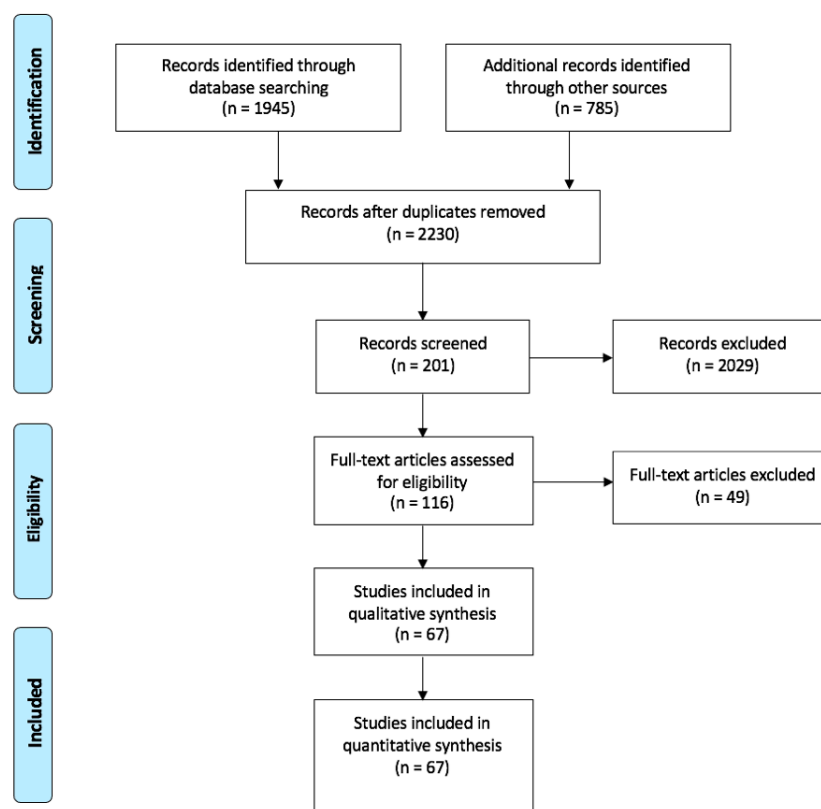 Identification
Records identified through
database searching
(n = 1945)
Additional records identified
through other sources
(n = 785)
Records after duplicates removed
(n = 2230)
Screening
Records screened
(n = 201)
Records excluded
(n = 2029)
Eligibility
Full-text articles assessed
for eligibility
(n = 116)
Full-text articles excluded
(n = 49)
Studies included in
qualitative synthesis
(n = 67)
Included
Studies included in
quantitative synthesis
(n = 67)